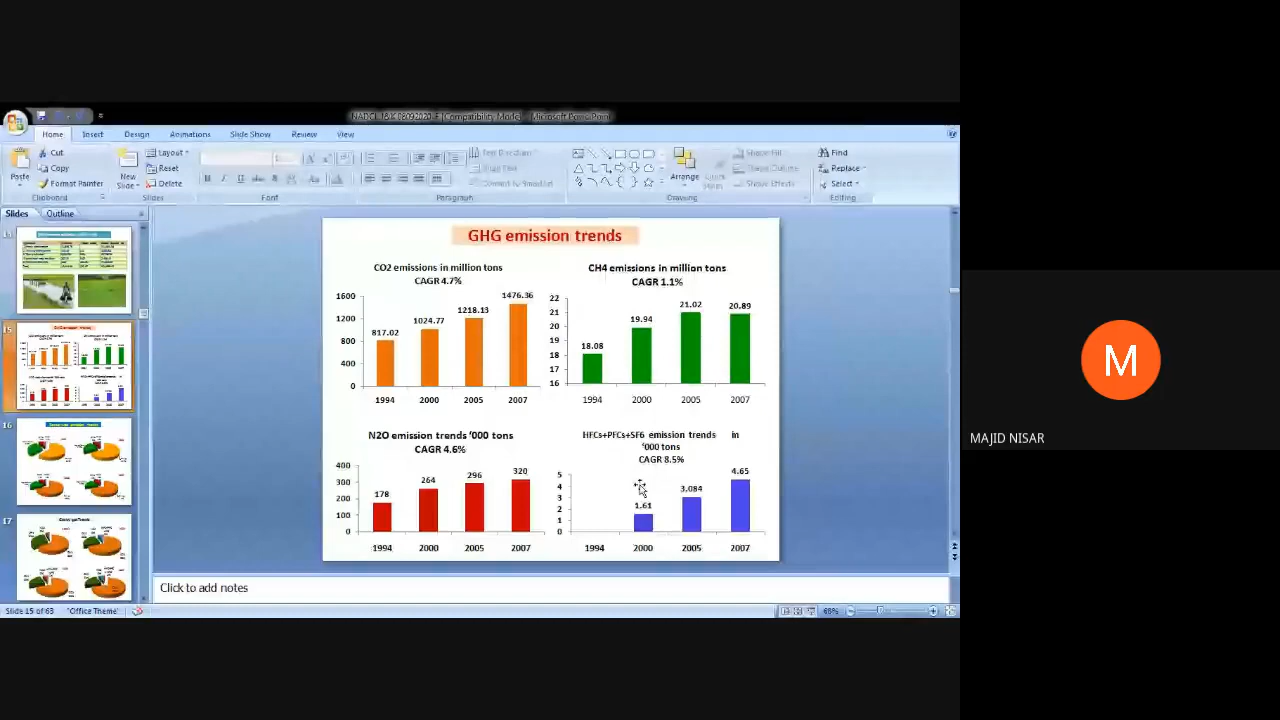 Home Insert Design Animations Slide Show Review View
Paste
Cut
Copy
Format Painter
Clipboard
New
Slide
Layout
Reset
Delete
Slides
Font
Paragraph
Arrange
Shape Effects
Drawing
Find
Replace
Select
Editing
Slides Outline
15
16
17
GHG emission trends
CO2 emissions in million tons
CAGR 4.7%
1600
1200
800
400
0
817.02
1024.77
1218.13
1476.36
1994 2000 2005 2007
CH4 emissions in million tons
CAGR 1.1%
22
21
20
19
18
17
16
18.08
19.94
21.02
20.89
1994 2000 2005 2007
N2O emission trends '000 tons
CAGR 4.6%
400
300
200
100
0
178
264
296
320
1994 2000 2005 2007
HFCs+PFCs+SF6 emission trends in
'000 tons
CAGR 8.5%
5
4
3
2
1
0
1.61
3,084
4.65
1994 2000 2005 2007
Click to add notes
Slide 15 of 63 "Office Theme"
68%
M
MAJID NISAR